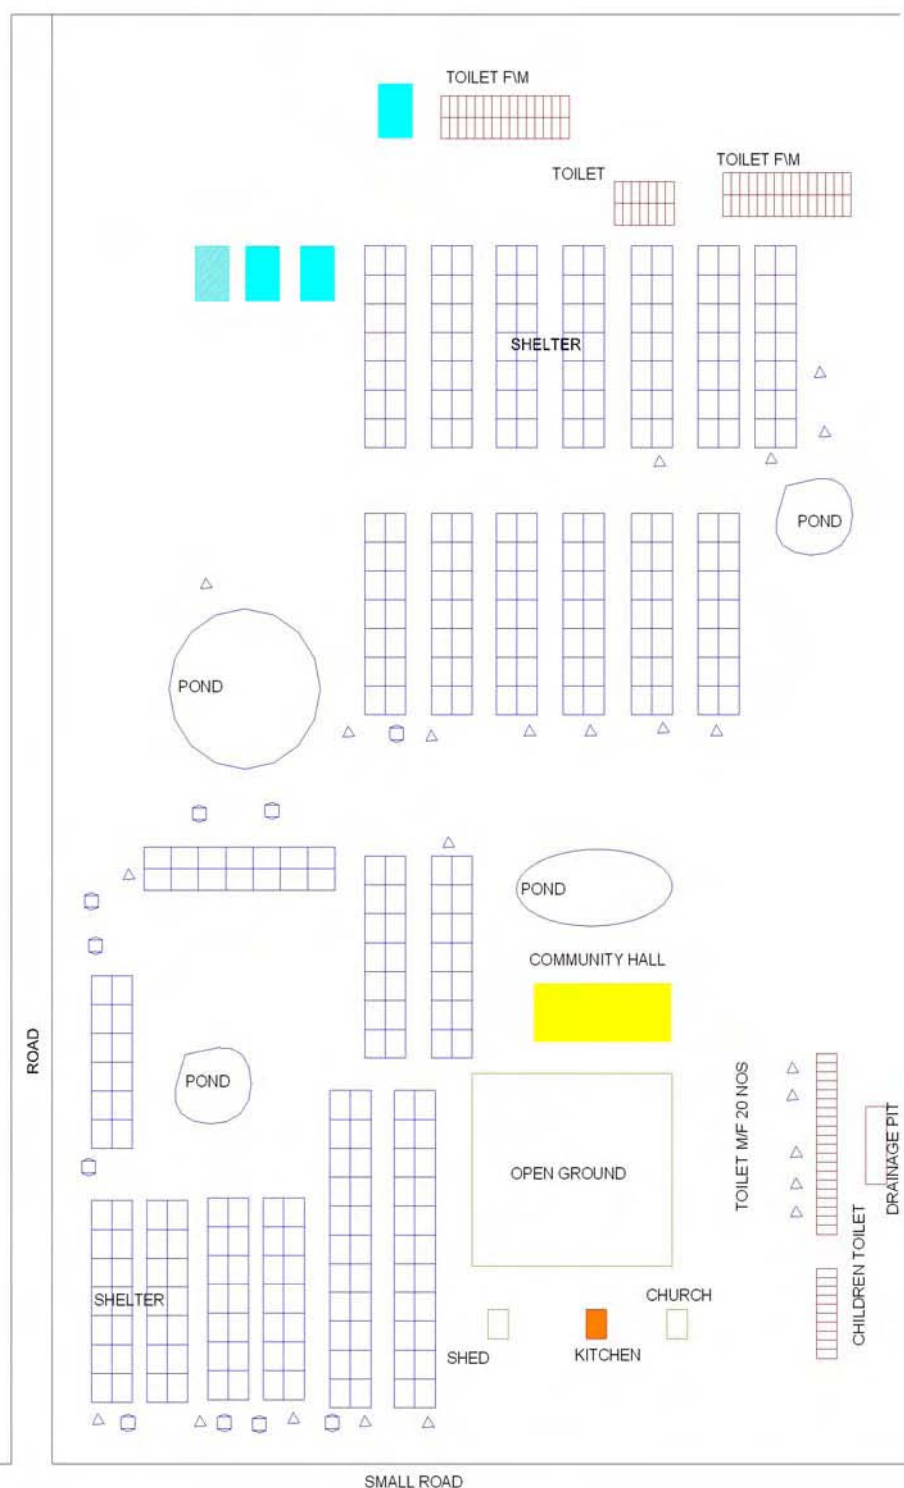 TOILET F\M
TOILET
TOILET F\M
SHELTER
POND
POND
POND
COMMUNITY HALL
ROAD
POND
OPEN GROUND
TOILET M/F 20 NOS
DRAINAGE PIT
CHILDREN TOILET
SHELTER
CHURCH
SHED
KITCHEN
SMALL ROAD